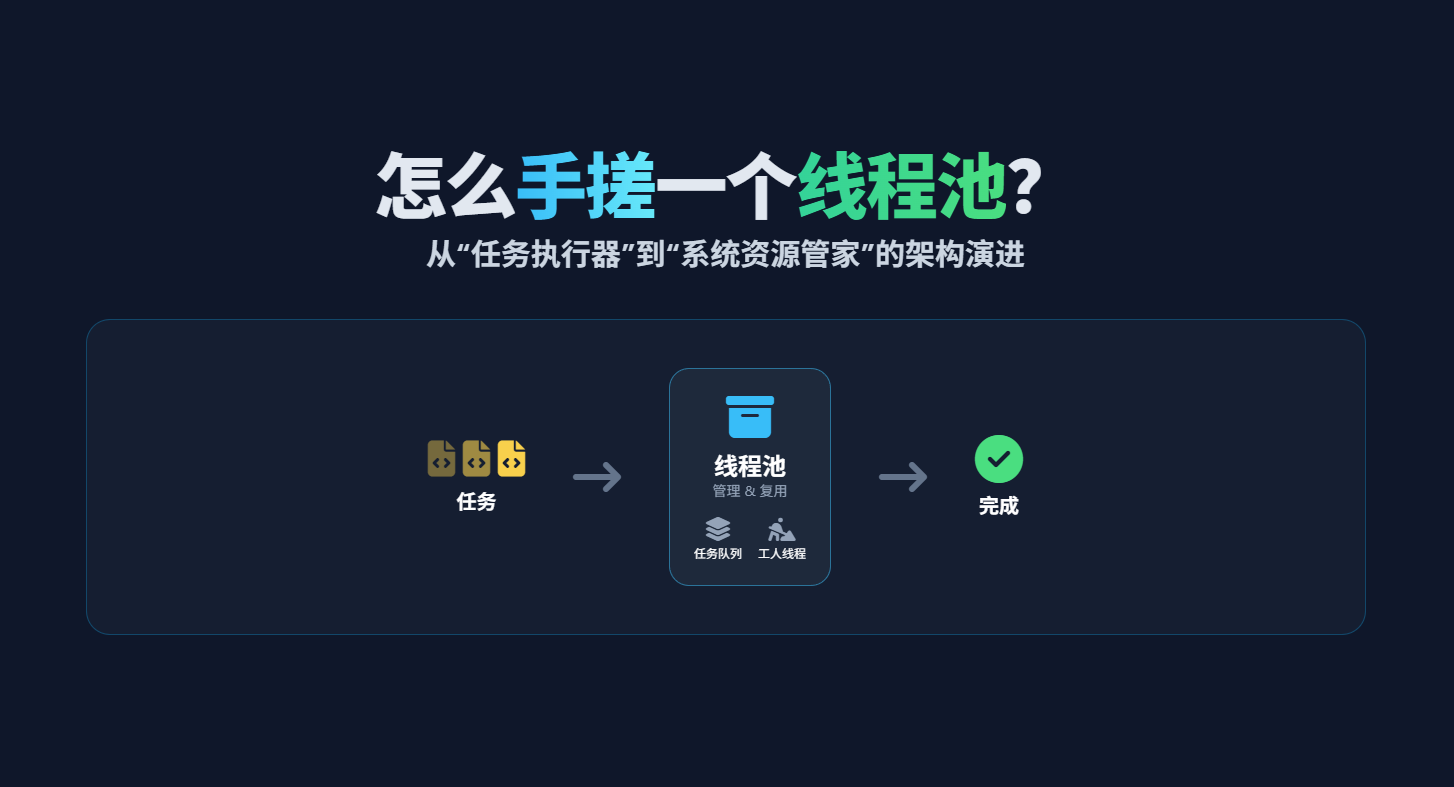 怎么手搓一个线程池?
从“任务执行器”到“系统资源管家”的架构演进
任务
线程池
管理 & 复用
任务队列
工人线程
完成